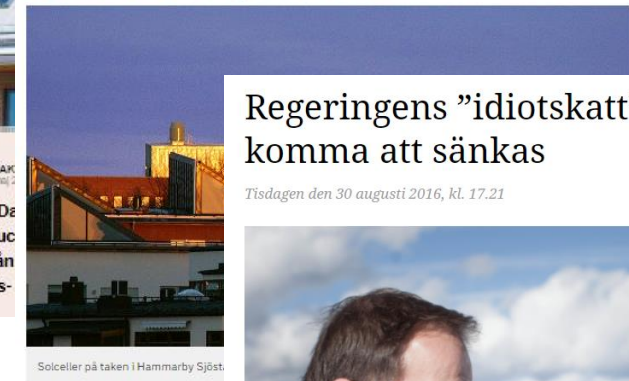 Regeringens ”idiotskatt
komma att sänkas
Tisdagen den 30 augusti 2016, kl. 17.21
Solceller på taken i Hammarby Sjöst